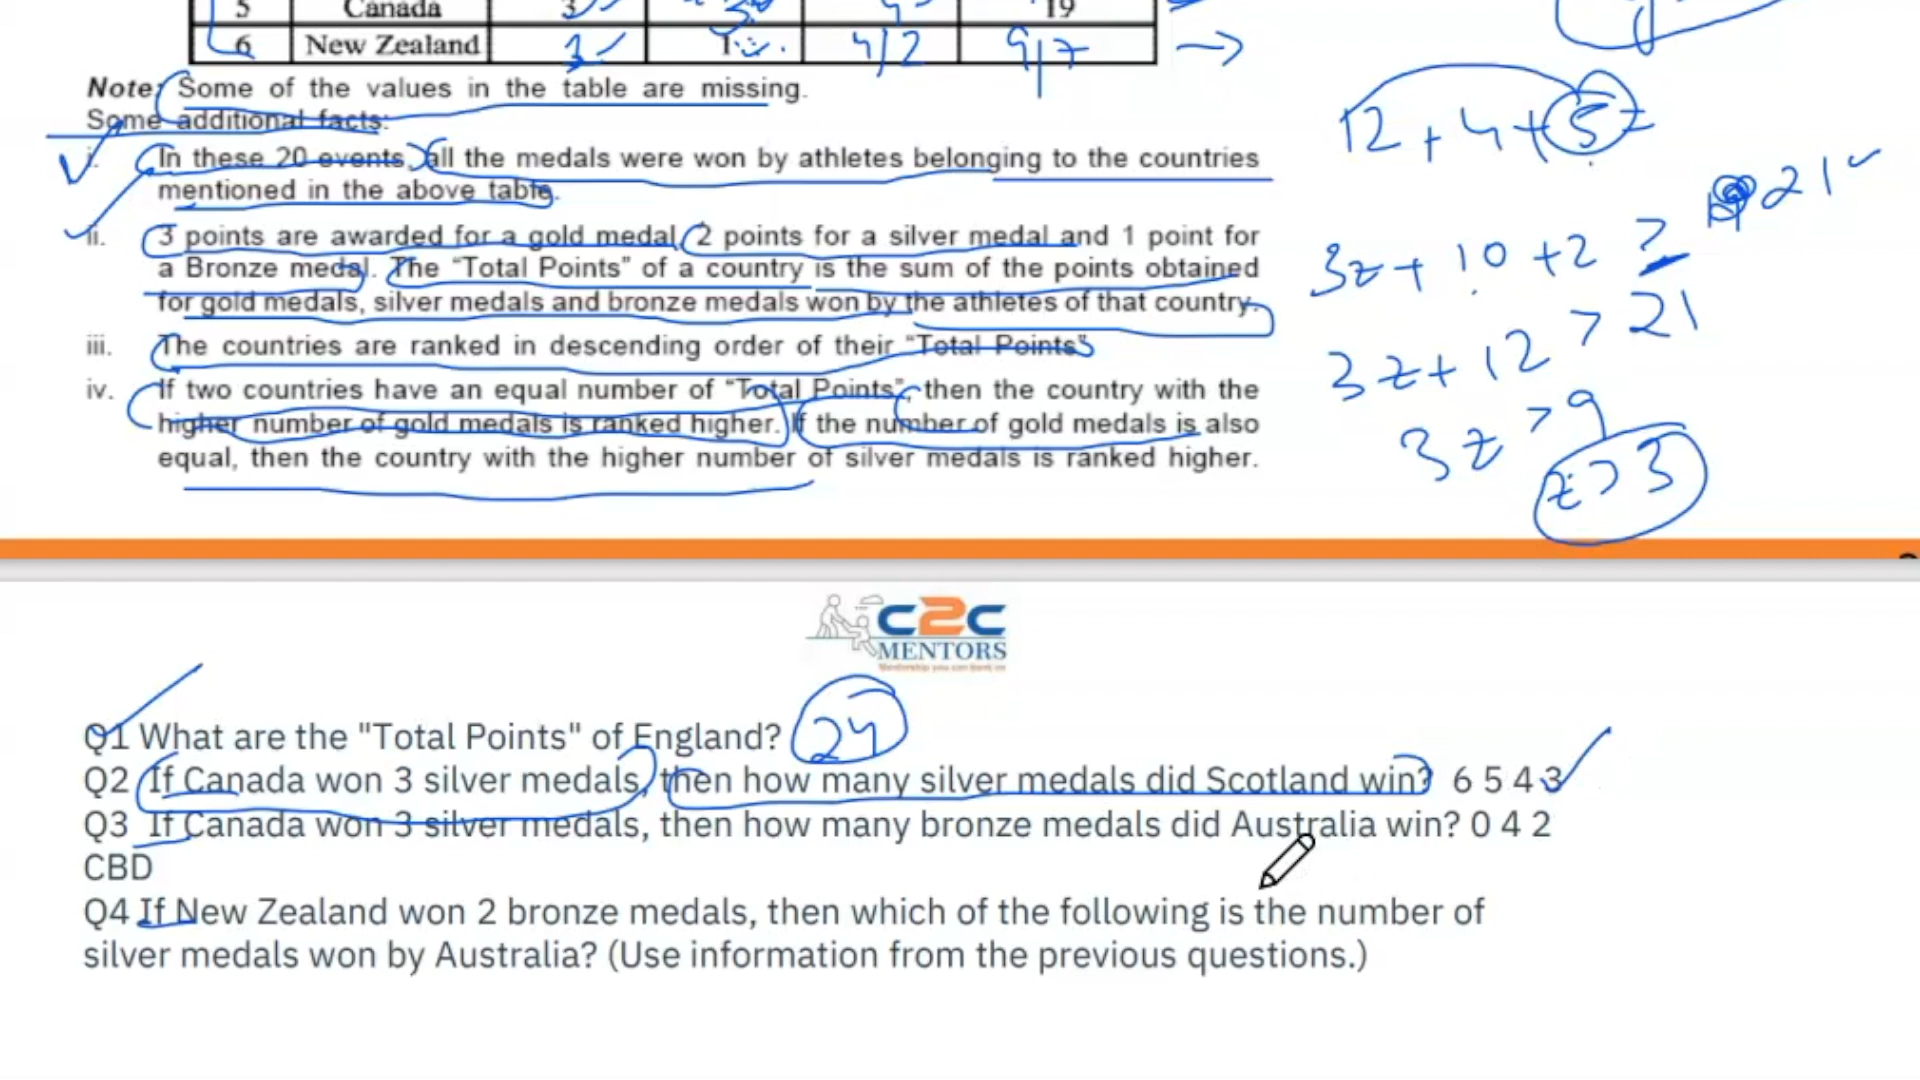 5 Canada 3 19
6 New Zealand 1 1 4/2 9/7
Note: Some of the values in the table are missing.
Some additional facts:
i. In these 20 events, all the medals were won by athletes belonging to the countries
mentioned in the above table.
ii. 3 points are awarded for a gold medal, 2 points for a silver medal and 1 point for
a Bronze medal. The "Total Points" of a country is the sum of the points obtained
for gold medals, silver medals and bronze medals won by the athletes of that country.
iii. The countries are ranked in descending order of their "Total Points"
iv. If two countries have an equal number of "Total Points", then the country with the
higher number of gold medals is ranked higher. If the number of gold medals is also
equal, then the country with the higher number of silver medals is ranked higher.
12 + 4 + 5 =
21
3z + 10 + 2 >
3z + 12 > 21
3z > 9
z > 3
C2C
MENTORS
Q1 What are the "Total Points" of England? 24
Q2 If Canada won 3 silver medals, then how many silver medals did Scotland win? 6 5 4 3
Q3 If Canada won 3 silver medals, then how many bronze medals did Australia win? 0 4 2
CBD
Q4 If New Zealand won 2 bronze medals, then which of the following is the number of
silver medals won by Australia? (Use information from the previous questions.)